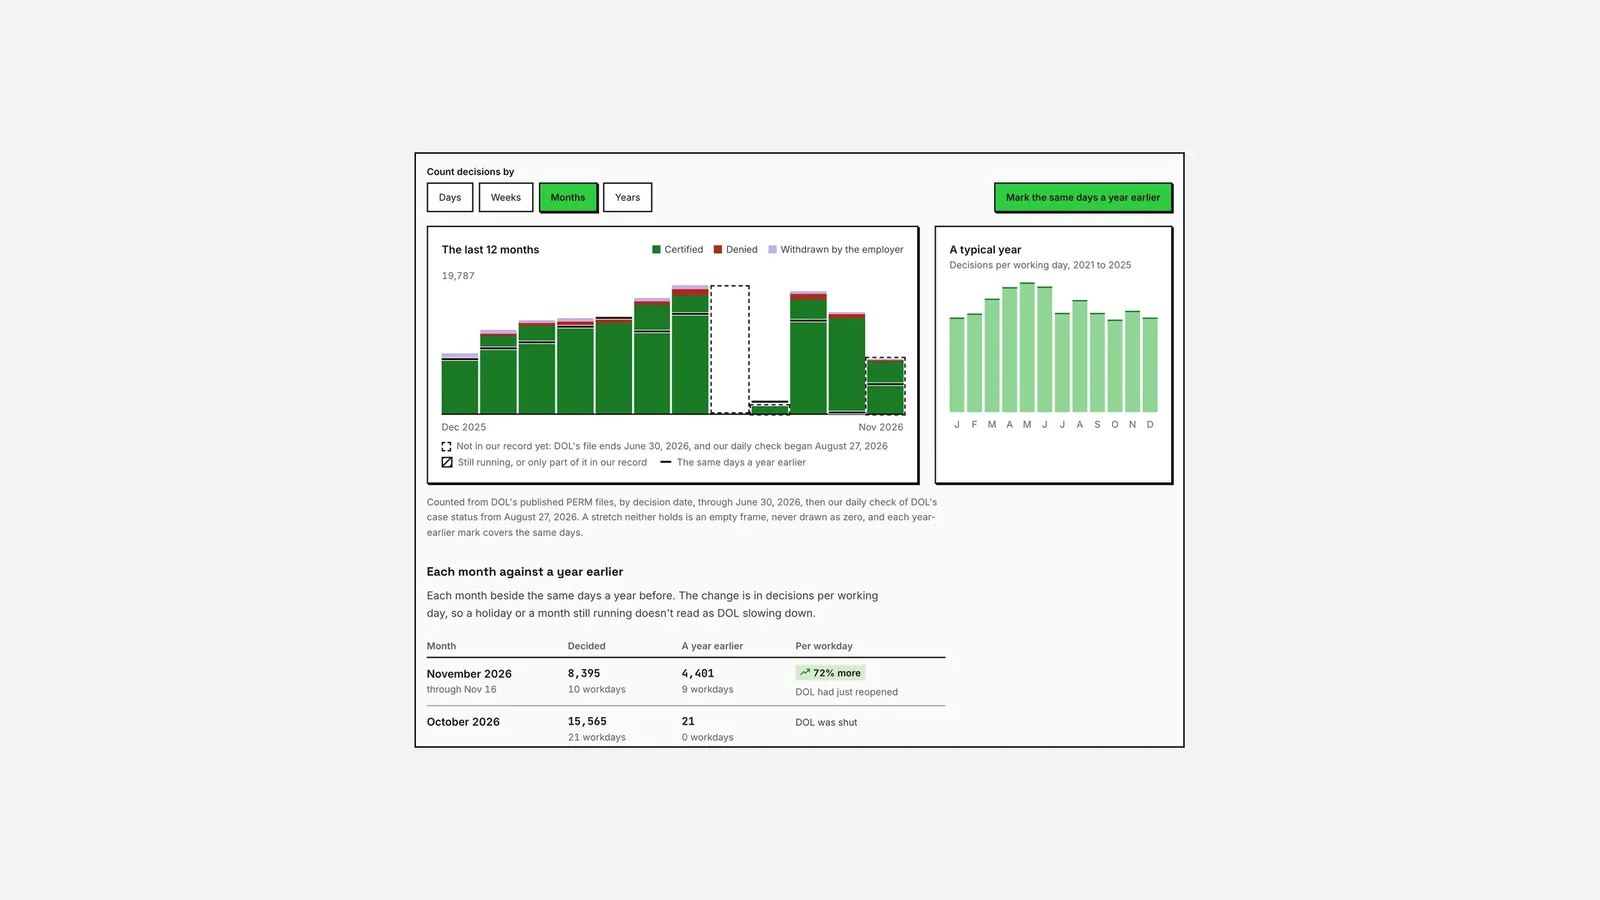 Count decisions by
Days
Weeks
Months
Years
Mark the same days a year earlier
The last 12 months
Certified
Denied
Withdrawn by the employer
19,787
Dec 2025
Nov 2026
Not in our record yet: DOL's file ends June 30, 2026, and our daily check began August 27, 2026
Still running, or only part of it in our record
The same days a year earlier
A typical year
Decisions per working day, 2021 to 2025
J F M A M J J A S O N D
Counted from DOL's published PERM files, by decision date, through June 30, 2026, then our daily check of DOL's
case status from August 27, 2026. A stretch neither holds is an empty frame, never drawn as zero, and each year-
earlier mark covers the same days.
Each month against a year earlier
Each month beside the same days a year before. The change is in decisions per working
day, so a holiday or a month still running doesn't read as DOL slowing down.
Month Decided A year earlier Per workday
November 2026 8,395 4,401 72% more
through Nov 16 10 workdays 9 workdays DOL had just reopened
October 2026 15,565 21 DOL was shut
21 workdays 0 workdays